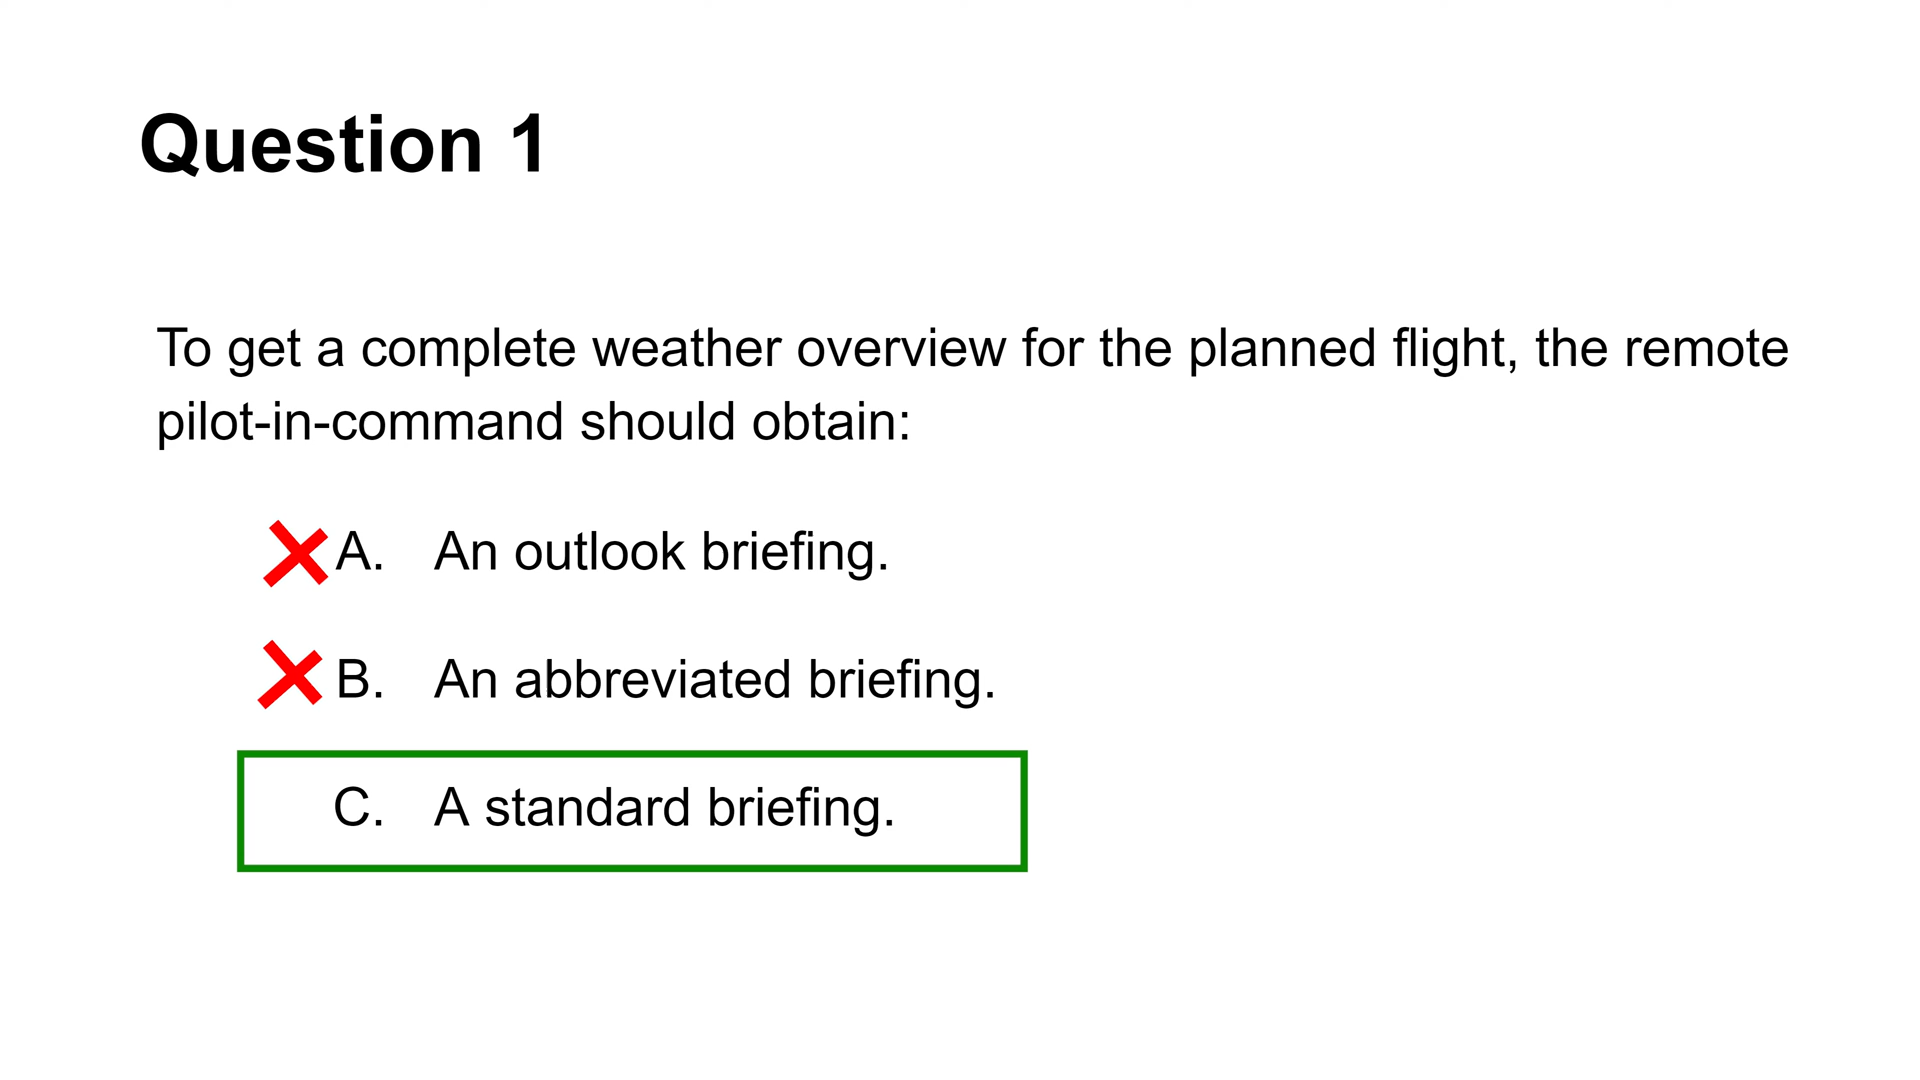 Question 1
To get a complete weather overview for the planned flight, the remote
pilot-in-command should obtain:
A. An outlook briefing.
B. An abbreviated briefing.
C. A standard briefing.